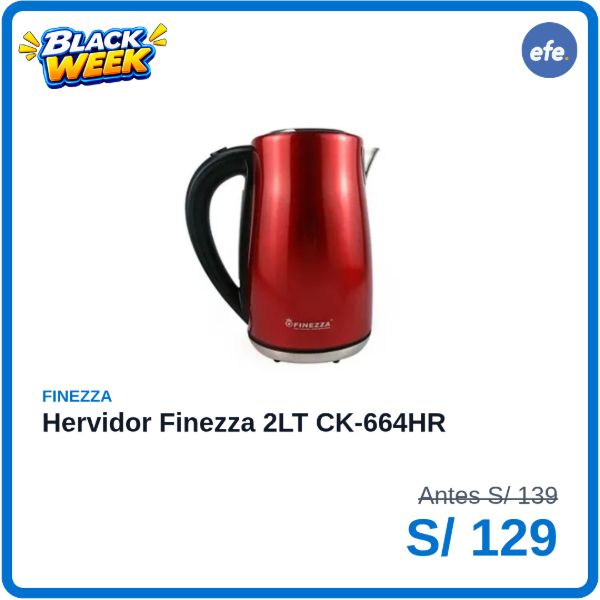 BLACK
WEEK
efe.
FINEZZA
FINEZZA
Hervidor Finezza 2LT CK-664HR
Antes S/ 139
S/ 129